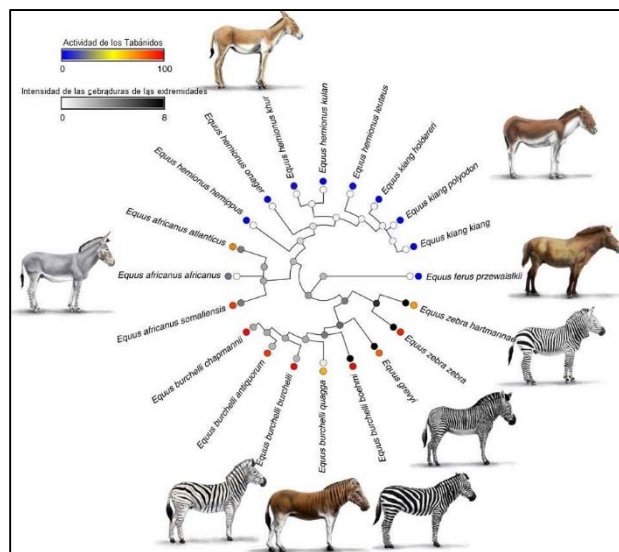 Actividad de los Tabánidos
0 100
Intensidad de las cebraduras de las extremidades
0 8
Equus hemionus khur
Equus hemionus kulan
Equus hemionus luteus
Equus kiang holdereri
Equus kiang polyodon
Equus kiang kiang
Equus ferus przewalskii
Equus zebra hartmannae
Equus zebra zebra
Equus grevyi
Equus burchelli boehmi
Equus burchelli quagga
Equus burchelli burchelli
Equus burchelli antiquorum
Equus burchelli chapmannii
Equus africanus somaliensis
Equus africanus africanus
Equus africanus atlanticus
Equus hemionus hemippus
Equus hemionus onager